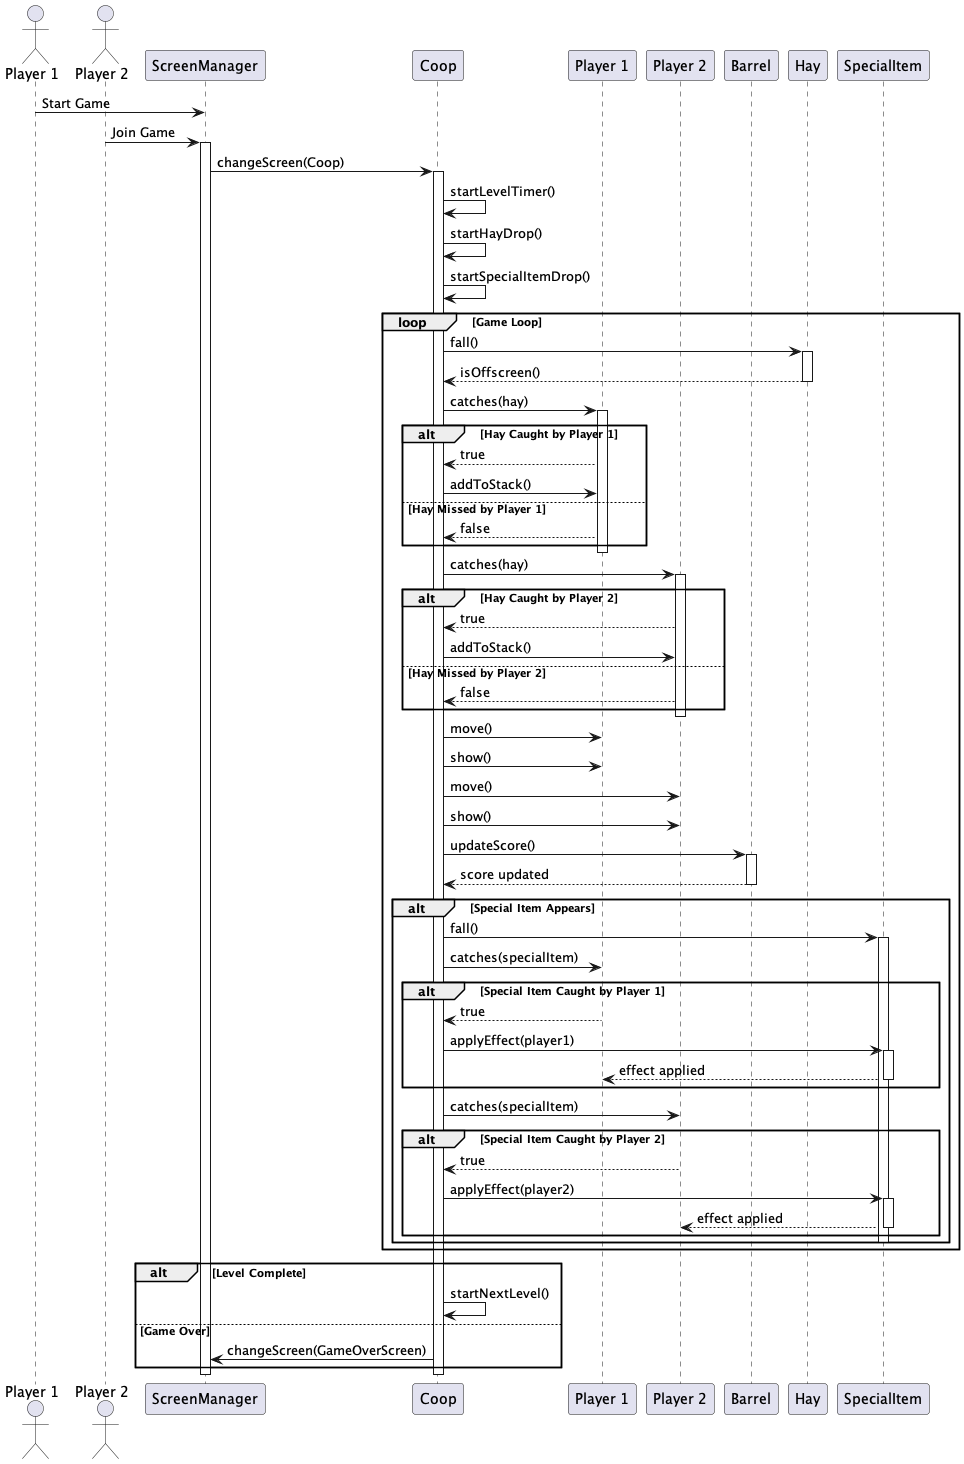 Player 1 Player 2 ScreenManager Coop Player 1 Player 2 Barrel Hay SpecialItem
Start Game
Join Game
changeScreen(Coop)
startLevelTimer()
startHayDrop()
startSpecialItemDrop()
loop [Game Loop]
fall()
isOffscreen()
catches(hay)
alt [Hay Caught by Player 1]
true
addToStack()
[Hay Missed by Player 1]
false
catches(hay)
alt [Hay Caught by Player 2]
true
addToStack()
[Hay Missed by Player 2]
false
move()
show()
move()
show()
updateScore()
score updated
alt [Special Item Appears]
fall()
catches(specialItem)
alt [Special Item Caught by Player 1]
true
applyEffect(player1)
effect applied
catches(specialItem)
alt [Special Item Caught by Player 2]
true
applyEffect(player2)
effect applied
alt [Level Complete]
startNextLevel()
[Game Over]
changeScreen(GameOverScreen)
Player 1 Player 2 ScreenManager Coop Player 1 Player 2 Barrel Hay SpecialItem